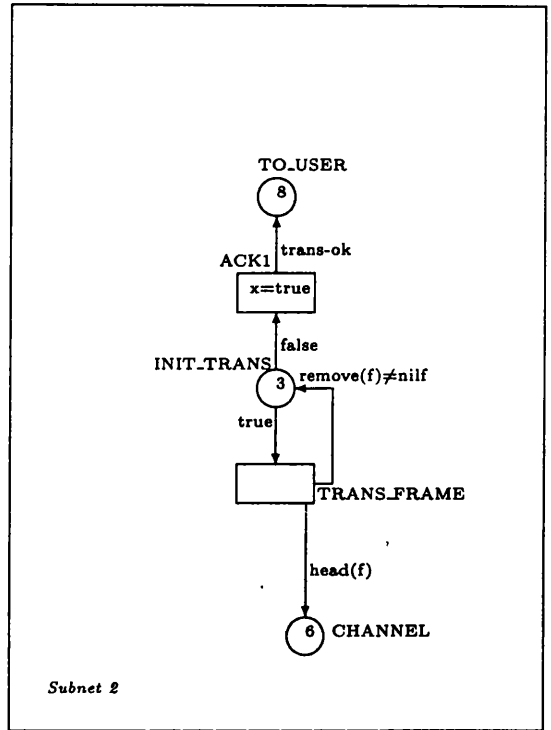 TO_USER
8
trans-ok
ACK1
x=true
false
INIT_TRANS
remove(f)≠nilf
3
true
TRANS_FRAME
head(f)
6 CHANNEL
Subnet 2